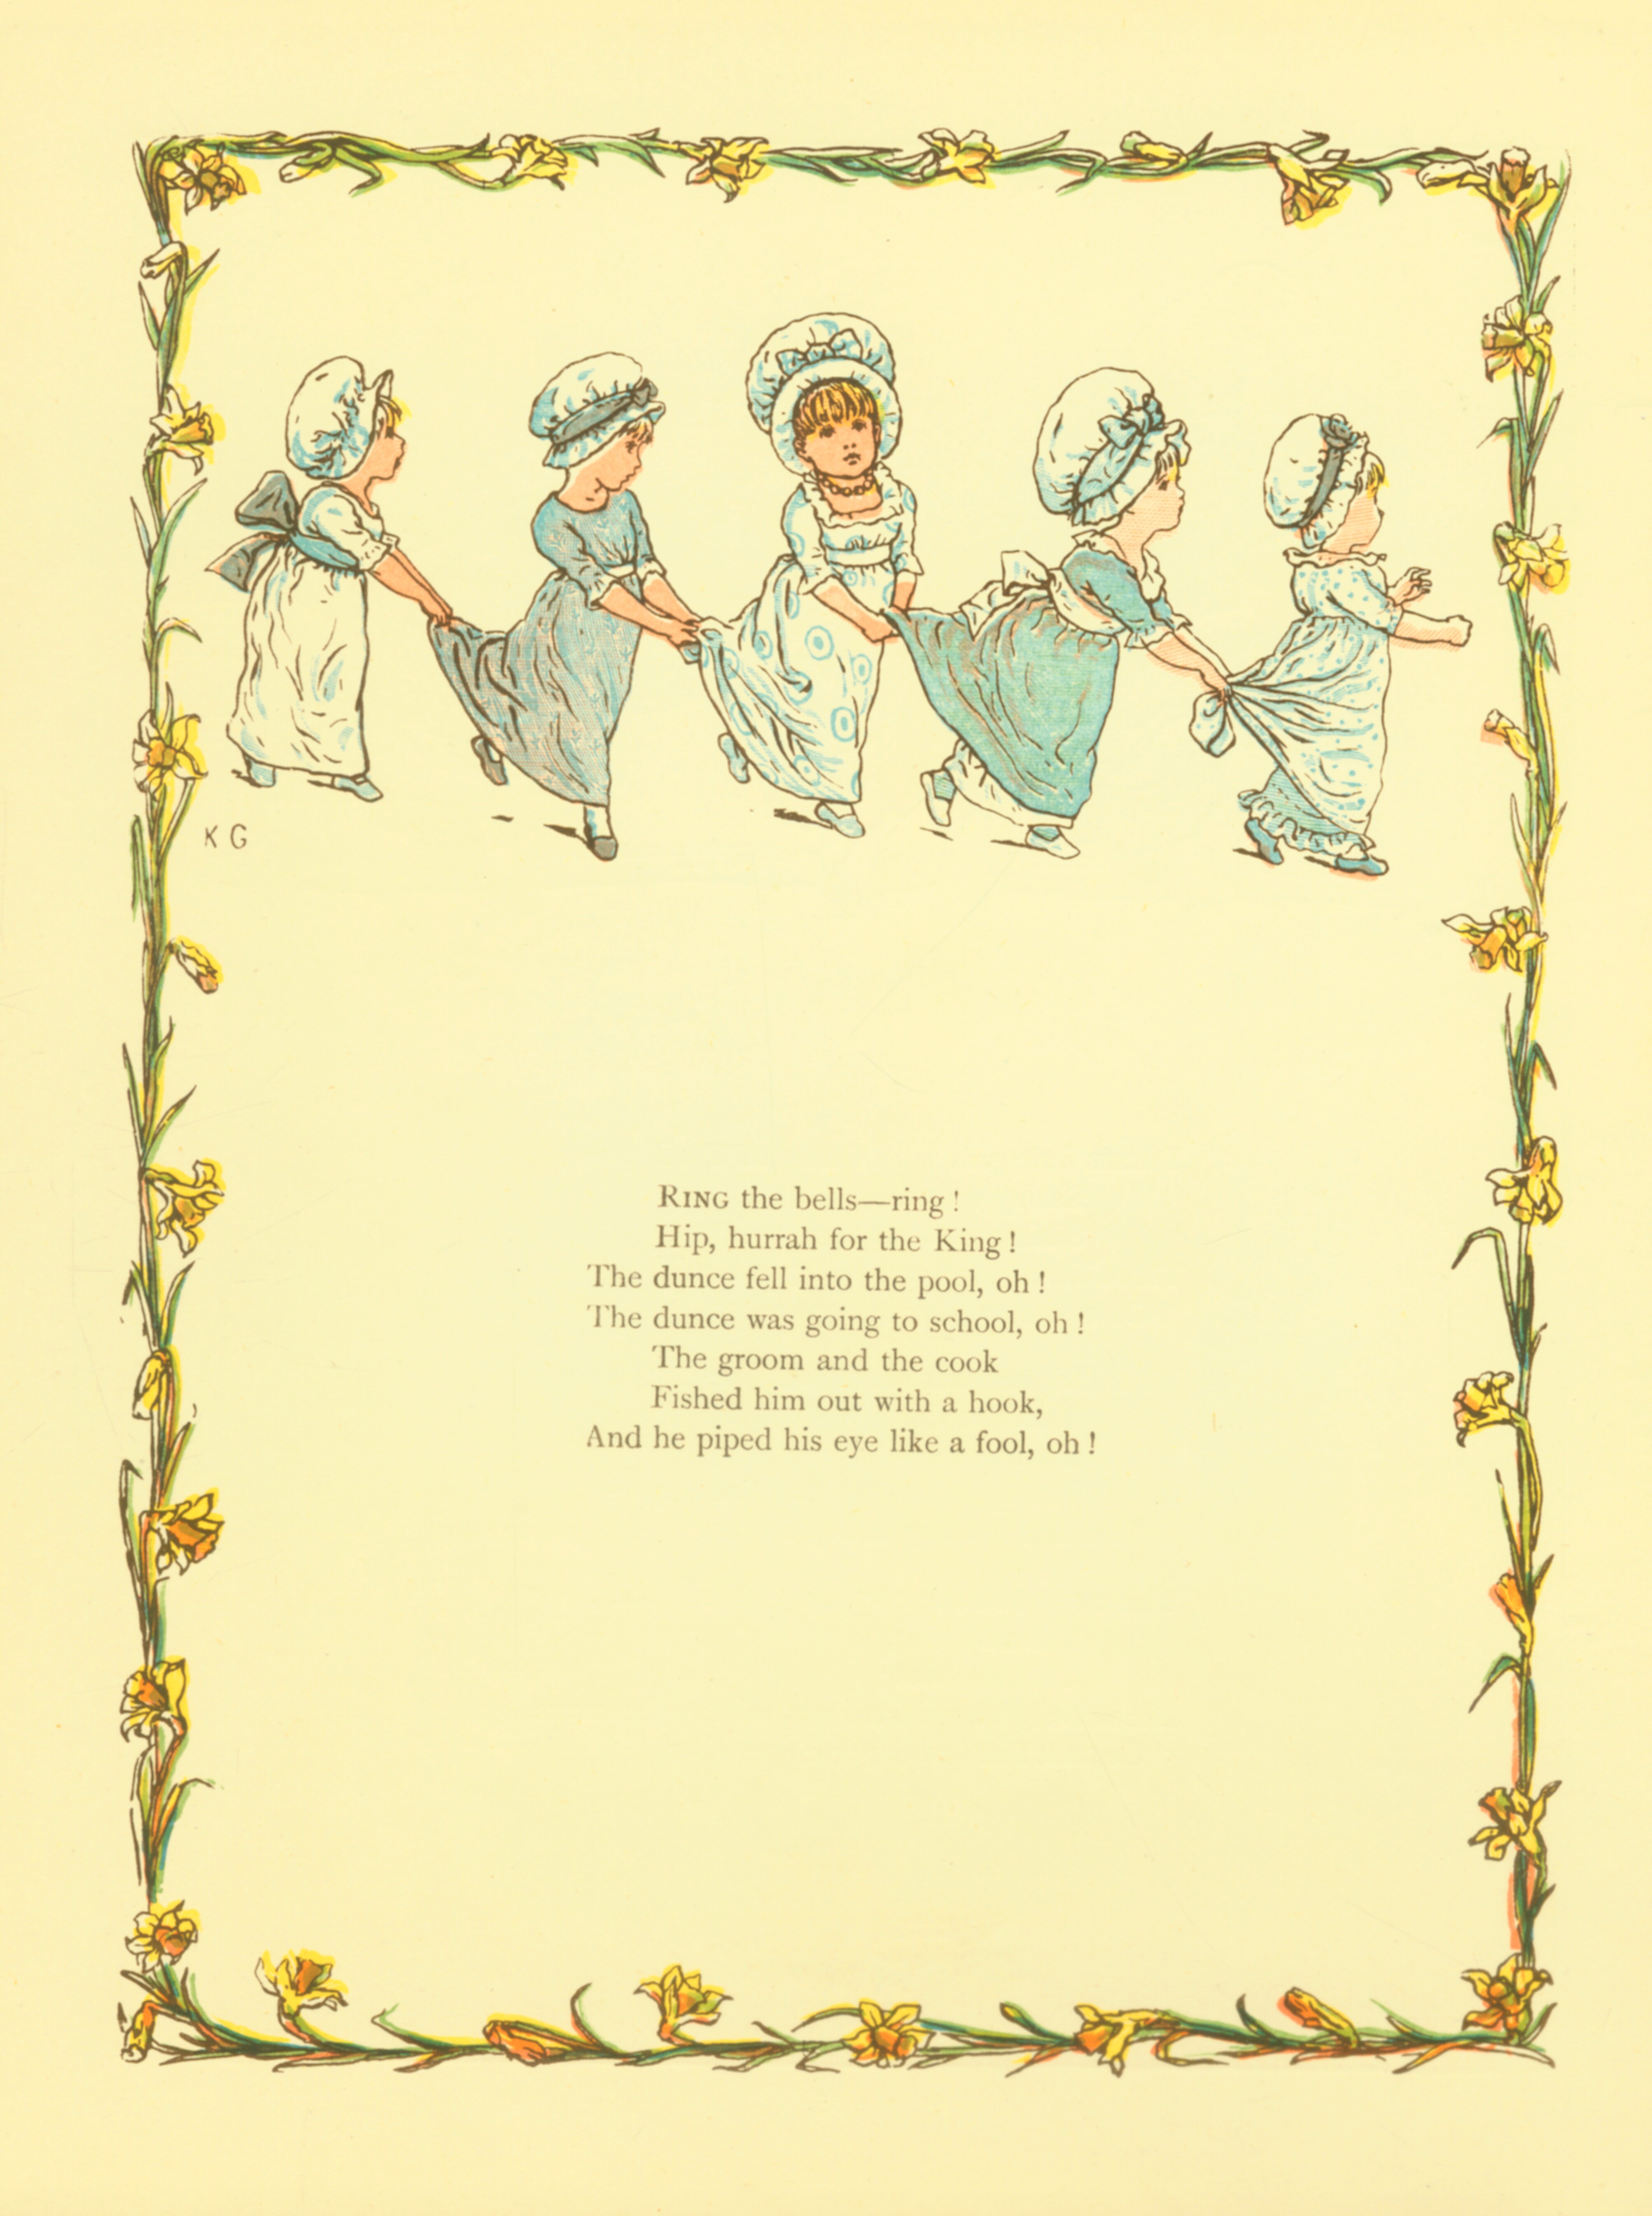 K G
RING the bells—ring!
Hip, hurrah for the King!
The dunce fell into the pool, oh!
The dunce was going to school, oh!
The groom and the cook
Fished him out with a hook,
And he piped his eye like a fool, oh!